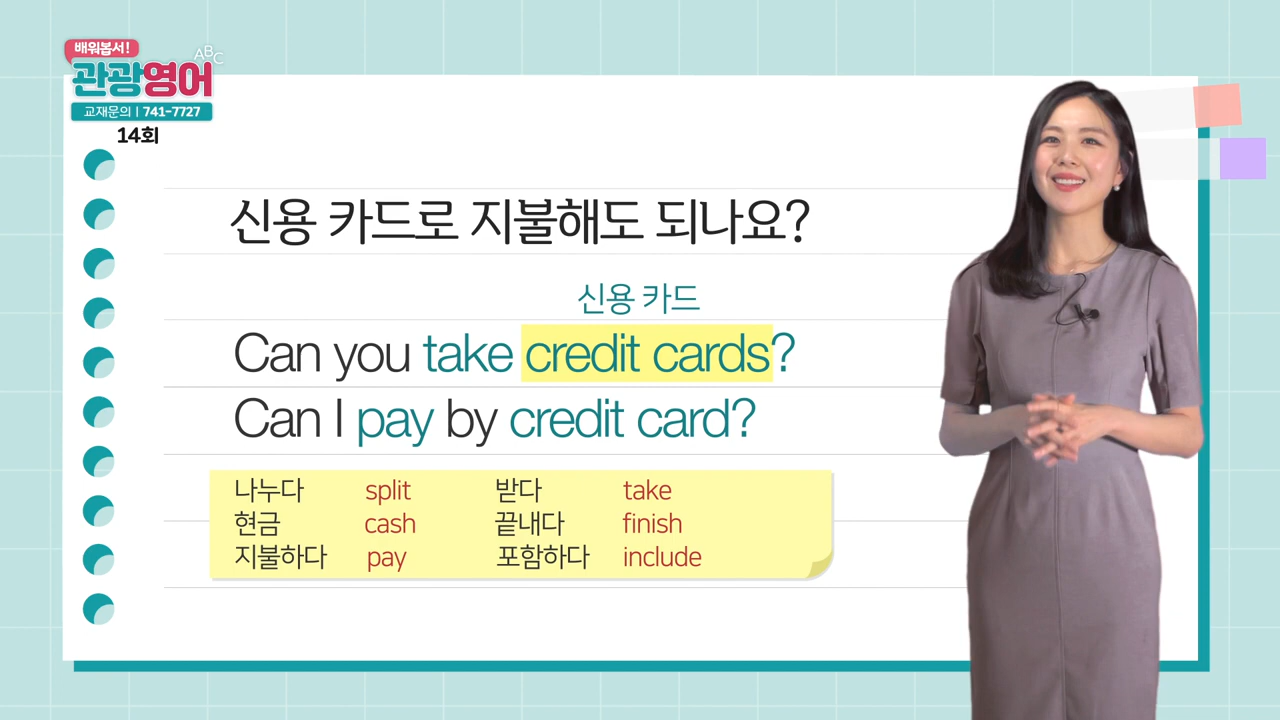 배워봅서!
ABC
관광영어
교재문의 | 741-7727
14회
신용 카드로 지불해도 되나요?
신용 카드
Can you take credit cards?
Can I pay by credit card?
나누다 split 받다 take
현금 cash 끝내다 finish
지불하다 pay 포함하다 include